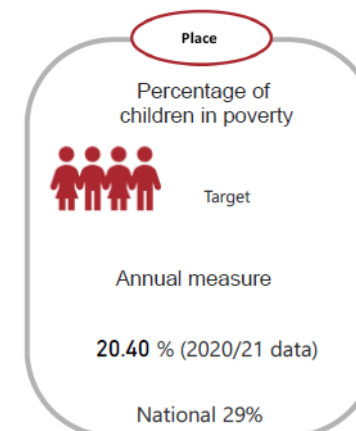 Place
Percentage of
children in poverty
Target
Annual measure
20.40 % (2020/21 data)
National 29%